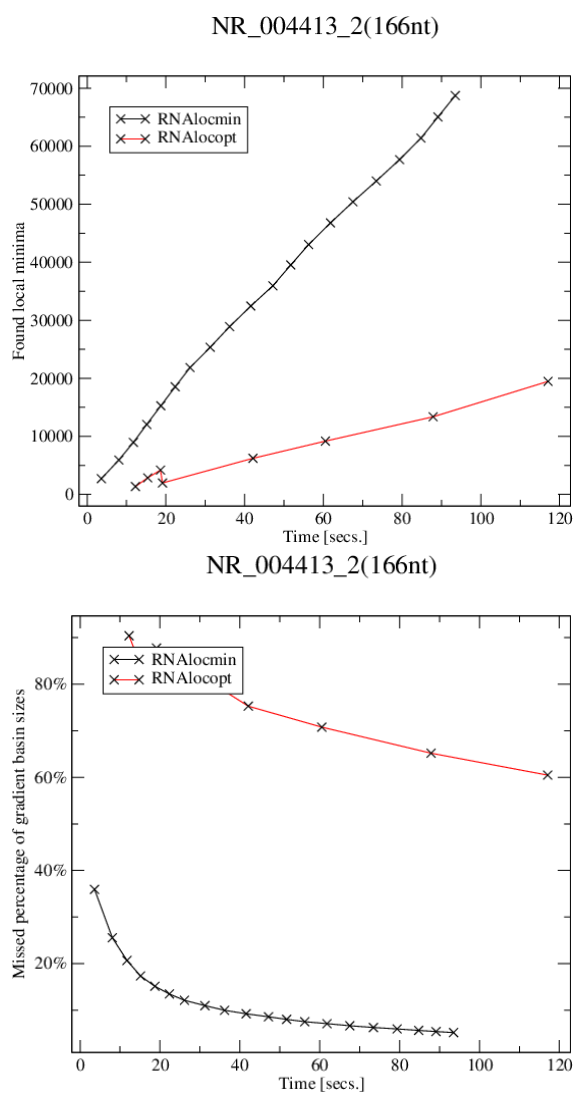 NR_004413_2(166nt)
70000
60000
50000
40000
30000
20000
10000
0
Found local minima
RNAlocmin
RNAlocopt
0 20 40 60 80 100 120
Time [secs.]
NR_004413_2(166nt)
80%
60%
40%
20%
Missed percentage of gradient basin sizes
RNAlocmin
RNAlocopt
0 20 40 60 80 100 120
Time [secs.]